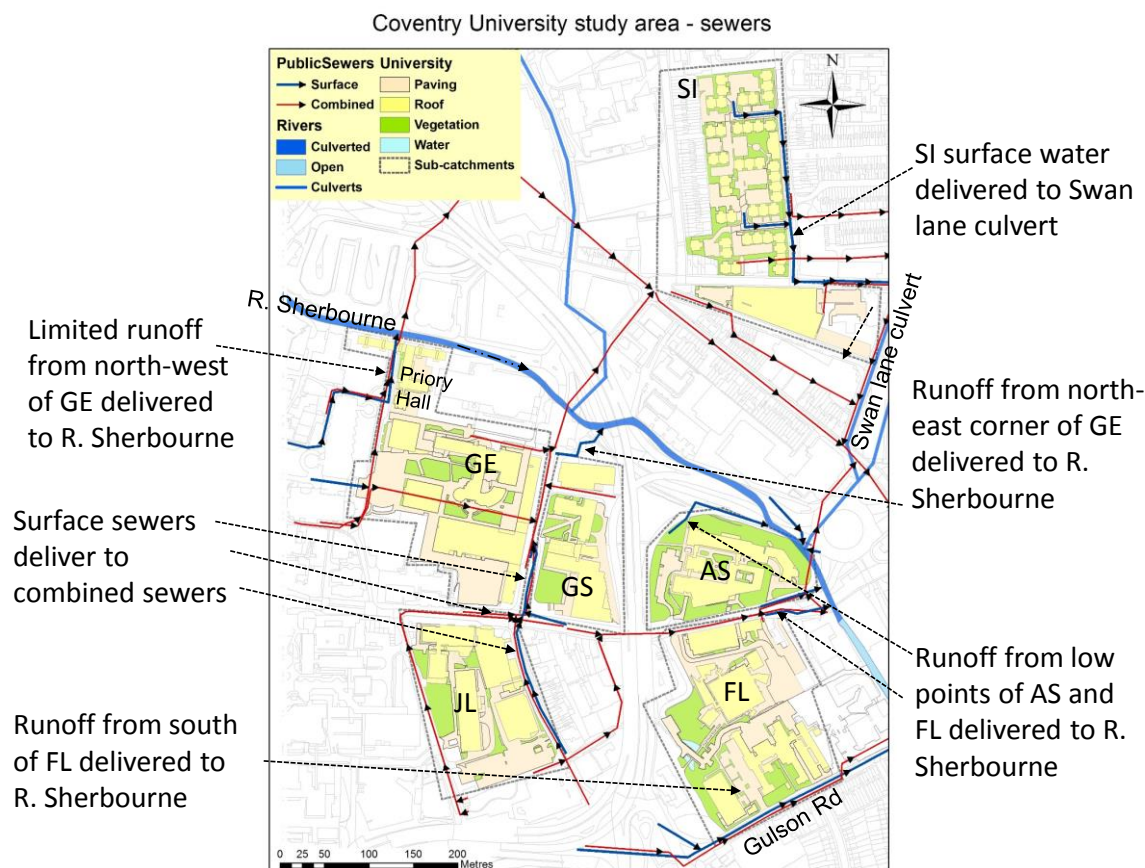 Coventry University study area - sewers
PublicSewers
Surface
Combined
Rivers
Culverted
Open
Culverts
University
Paving
Roof
Vegetation
Water
Sub-catchments
N
SI
SI surface water
delivered to Swan
lane culvert
R. Sherbourne
Swan lane culvert
Limited runoff
from north-west
of GE delivered
to R. Sherbourne
Priory
Hall
Runoff from north-
east corner of GE
delivered to R.
Sherbourne
GE
Surface sewers
deliver to
combined sewers
GS
AS
Runoff from low
points of AS and
FL delivered to R.
Sherbourne
JL
FL
Runoff from south
of FL delivered to
R. Sherbourne
Gulson Rd
0 25 50 100 150 200
Metres